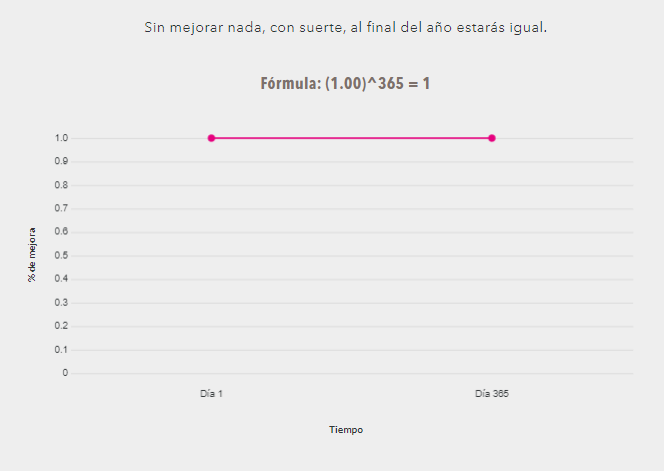 Sin mejorar nada, con suerte, al final del año estarás igual.
Fórmula: (1.00)^365 = 1
1.0
0.9
0.8
0.7
0.6
0.5
0.4
0.3
0.2
0.1
0
% de mejora
Día 1
Día 365
Tiempo